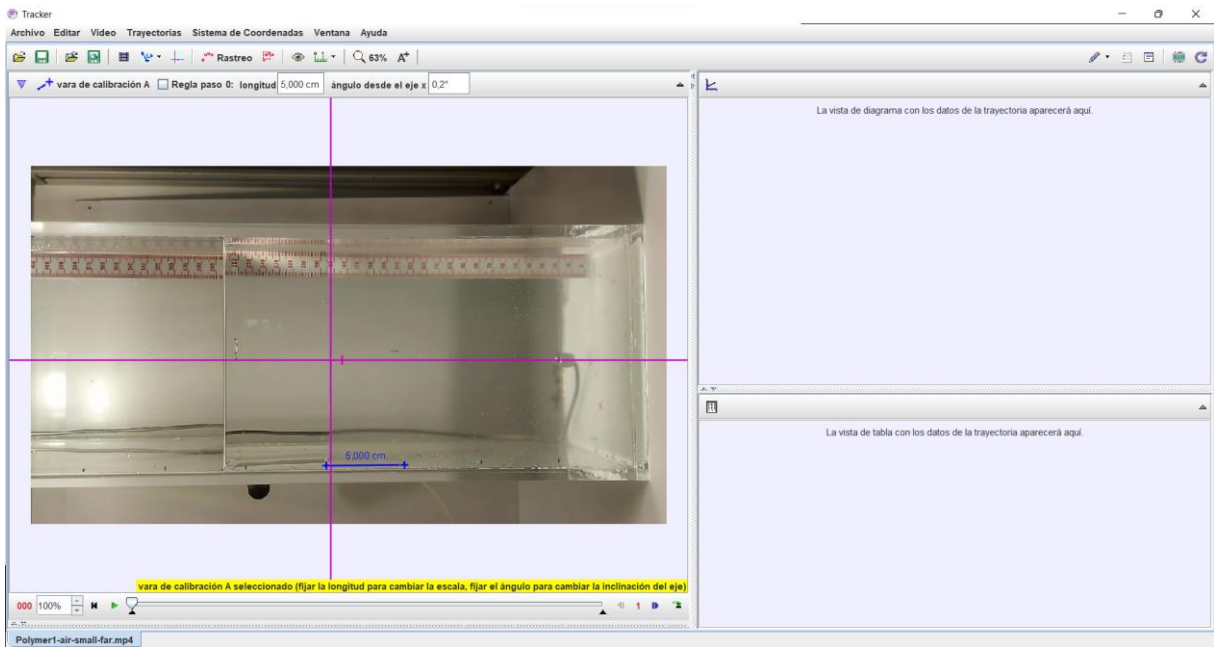 Tracker
Archivo Editar Video Trayectorias Sistema de Coordenadas Ventana Ayuda
Rastreo 63% A
vara de calibración A Regla paso 0: longitud 5,000 cm ángulo desde el eje x 0,2°
La vista de diagrama con los datos de la trayectoria aparecerá aquí.
5,000 cm
La vista de tabla con los datos de la trayectoria aparecerá aquí.
vara de calibración A seleccionado (fijar la longitud para cambiar la escala, fijar el ángulo para cambiar la inclinación del eje)
000 100% 1
Polymer1-air-small-far.mp4